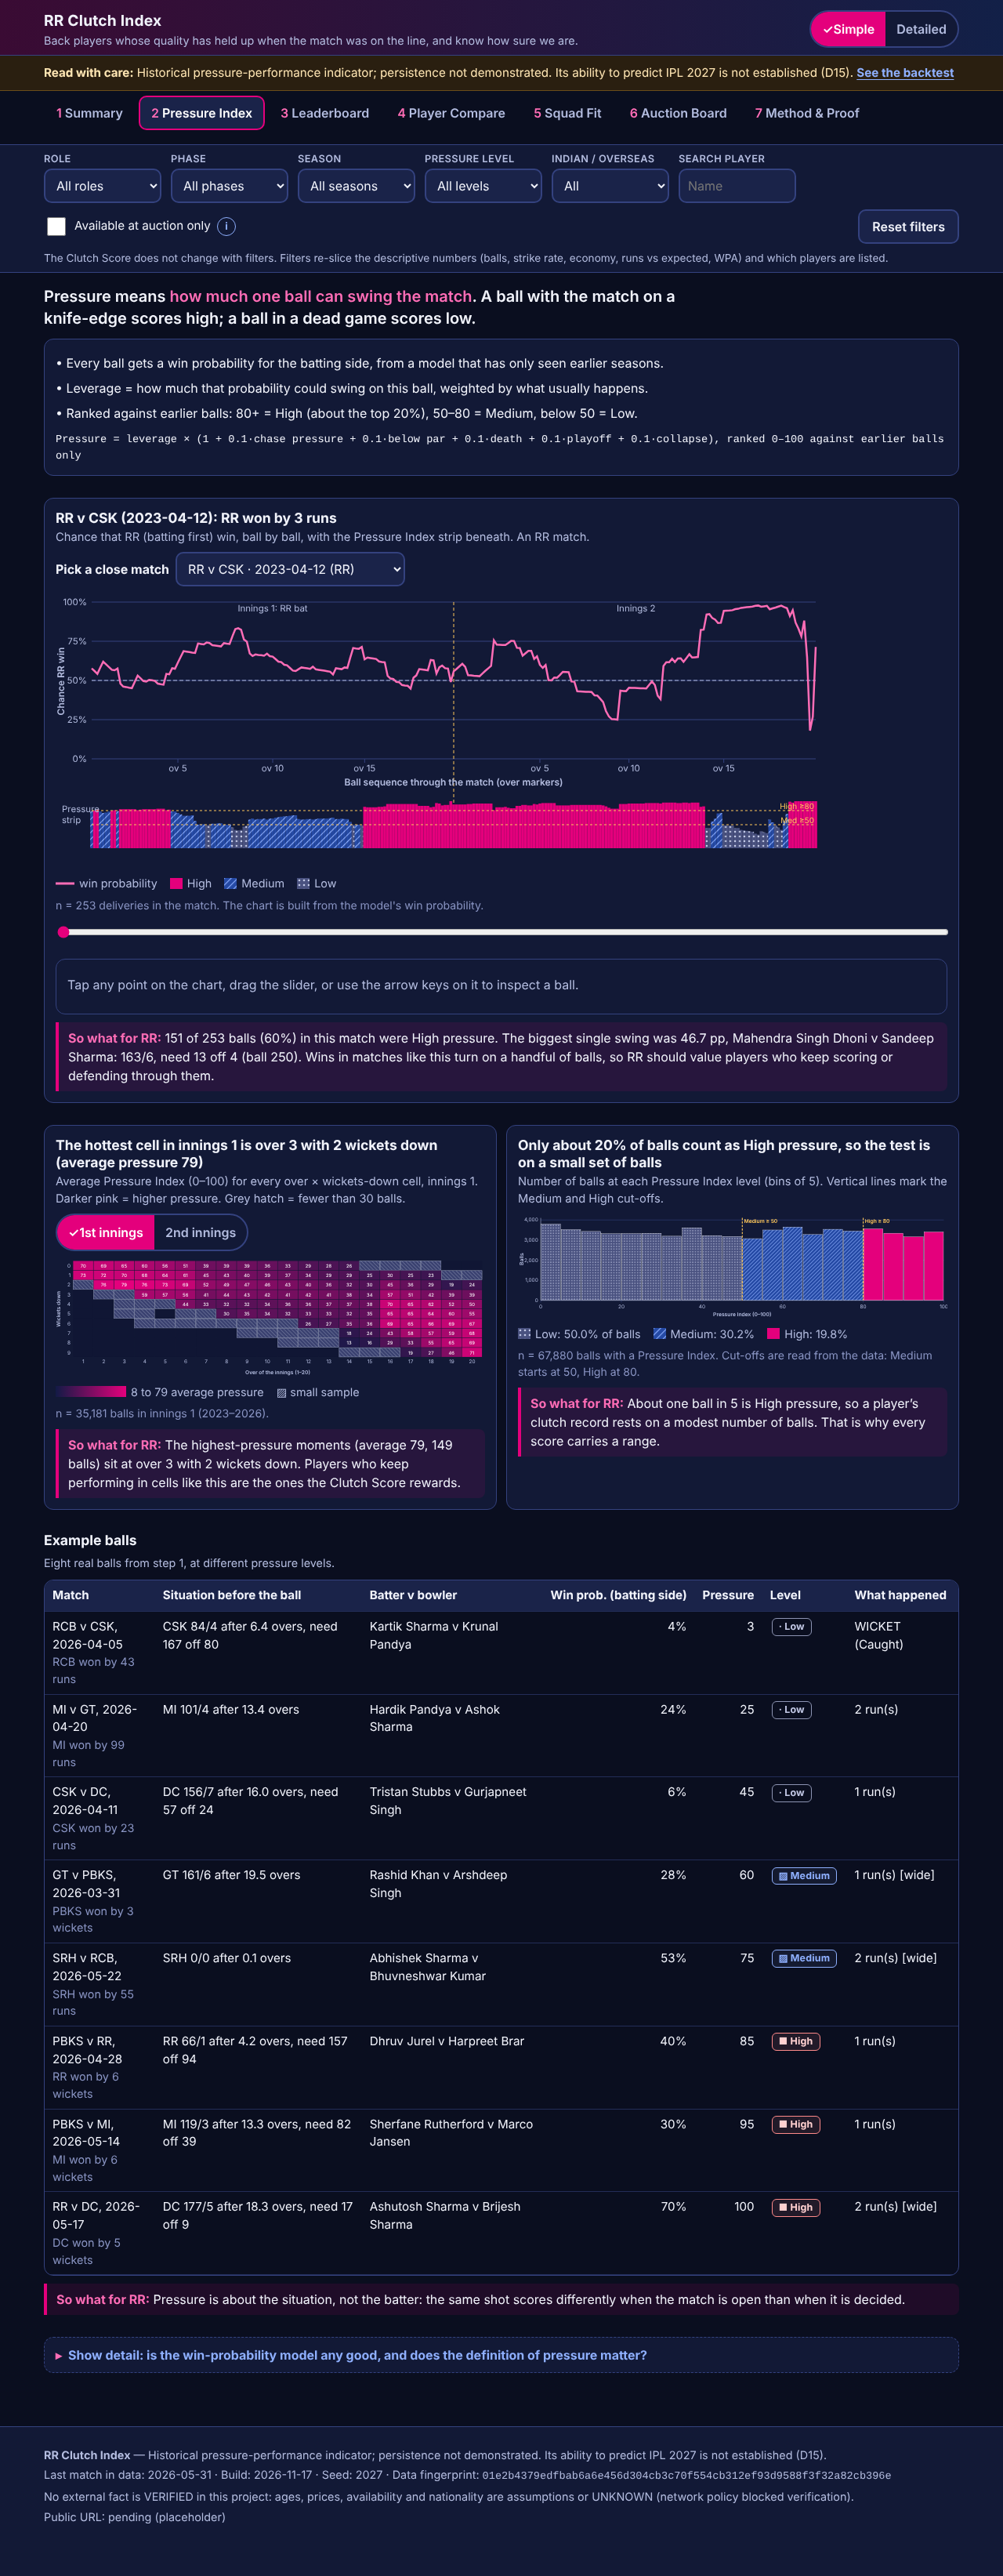 RR Clutch Index
Back players whose quality has held up when the match was on the line, and know how sure we are.
✓Simple
Detailed
Read with care: Historical pressure-performance indicator; persistence not demonstrated. Its ability to predict IPL 2027 is not established (D15). See the backtest
1 Summary
2 Pressure Index
3 Leaderboard
4 Player Compare
5 Squad Fit
6 Auction Board
7 Method & Proof
ROLE
PHASE
SEASON
PRESSURE LEVEL
INDIAN / OVERSEAS
SEARCH PLAYER
All roles
All phases
All seasons
All levels
All
Name
Available at auction only
i
Reset filters
The Clutch Score does not change with filters. Filters re-slice the descriptive numbers (balls, strike rate, economy, runs vs expected, WPA) and which players are listed.
Pressure means how much one ball can swing the match. A ball with the match on a
knife-edge scores high; a ball in a dead game scores low.
• Every ball gets a win probability for the batting side, from a model that has only seen earlier seasons.
• Leverage = how much that probability could swing on this ball, weighted by what usually happens.
• Ranked against earlier balls: 80+ = High (about the top 20%), 50–80 = Medium, below 50 = Low.
Pressure = leverage × (1 + 0.1·chase pressure + 0.1·below par + 0.1·death + 0.1·playoff + 0.1·collapse), ranked 0–100 against earlier balls
only
RR v CSK (2023-04-12): RR won by 3 runs
Chance that RR (batting first) win, ball by ball, with the Pressure Index strip beneath. An RR match.
Pick a close match
RR v CSK · 2023-04-12 (RR)
100%
75%
50%
25%
0%
Chance RR win
Innings 1: RR bat
Innings 2
ov 5
ov 10
ov 15
ov 5
ov 10
ov 15
Ball sequence through the match (over markers)
Pressure
strip
High ≥80
Med ≥50
win probability
High
Medium
Low
n = 253 deliveries in the match. The chart is built from the model's win probability.
Tap any point on the chart, drag the slider, or use the arrow keys on it to inspect a ball.
So what for RR: 151 of 253 balls (60%) in this match were High pressure. The biggest single swing was 46.7 pp, Mahendra Singh Dhoni v Sandeep
Sharma: 163/6, need 13 off 4 (ball 250). Wins in matches like this turn on a handful of balls, so RR should value players who keep scoring or
defending through them.
The hottest cell in innings 1 is over 3 with 2 wickets down
(average pressure 79)
Average Pressure Index (0–100) for every over × wickets-down cell, innings 1.
Darker pink = higher pressure. Grey hatch = fewer than 30 balls.
✓1st innings
2nd innings
Wickets down
Over of the innings (1-20)
8 to 79 average pressure
small sample
n = 35,181 balls in innings 1 (2023–2026).
So what for RR: The highest-pressure moments (average 79, 149
balls) sit at over 3 with 2 wickets down. Players who keep
performing in cells like this are the ones the Clutch Score rewards.
Only about 20% of balls count as High pressure, so the test is
on a small set of balls
Number of balls at each Pressure Index level (bins of 5). Vertical lines mark the
Medium and High cut-offs.
4,000
3,000
2,000
1,000
0
Balls
Medium ≥ 50
High ≥ 80
0
20
40
60
80
Pressure Index (0–100)
Low: 50.0% of balls
Medium: 30.2%
High: 19.8%
n = 67,880 balls with a Pressure Index. Cut-offs are read from the data: Medium
starts at 50, High at 80.
So what for RR: About one ball in 5 is High pressure, so a player's
clutch record rests on a modest number of balls. That is why every
score carries a range.
Example balls
Eight real balls from step 1, at different pressure levels.
Match
Situation before the ball
Batter v bowler
Win prob. (batting side)
Pressure
Level
What happened
RCB v CSK, 2026-04-05
RCB won by 43 runs
CSK 84/4 after 6.4 overs, need 167 off 80
Kartik Sharma v Krunal Pandya
4%
3
· Low
WICKET (Caught)
MI v GT, 2026-04-20
MI won by 99 runs
MI 101/4 after 13.4 overs
Hardik Pandya v Ashok Sharma
24%
25
· Low
2 run(s)
CSK v DC, 2026-04-11
CSK won by 23 runs
DC 156/7 after 16.0 overs, need 57 off 24
Tristan Stubbs v Gurjapneet Singh
6%
45
· Low
1 run(s)
GT v PBKS, 2026-03-31
PBKS won by 3 wickets
GT 161/6 after 19.5 overs
Rashid Khan v Arshdeep Singh
28%
60
▨ Medium
1 run(s) [wide]
SRH v RCB, 2026-05-22
SRH won by 55 runs
SRH 0/0 after 0.1 overs
Abhishek Sharma v Bhuvneshwar Kumar
53%
75
▨ Medium
2 run(s) [wide]
PBKS v RR, 2026-04-28
RR won by 6 wickets
RR 66/1 after 4.2 overs, need 157 off 94
Dhruv Jurel v Harpreet Brar
40%
85
■ High
1 run(s)
PBKS v MI, 2026-05-14
MI won by 6 wickets
MI 119/3 after 13.3 overs, need 82 off 39
Sherfane Rutherford v Marco Jansen
30%
95
■ High
1 run(s)
RR v DC, 2026-05-17
DC won by 5 wickets
DC 177/5 after 18.3 overs, need 17 off 9
Ashutosh Sharma v Brijesh Sharma
70%
100
■ High
2 run(s) [wide]
So what for RR: Pressure is about the situation, not the batter: the same shot scores differently when the match is open than when it is decided.
▸ Show detail: is the win-probability model any good, and does the definition of pressure matter?
RR Clutch Index — Historical pressure-performance indicator; persistence not demonstrated. Its ability to predict IPL 2027 is not established (D15).
Last match in data: 2026-05-31 · Build: 2026-11-17 · Seed: 2027 · Data fingerprint: 01e2b4379edfbab6a6e456d304cb3c70f554cb312ef93d9588f3f32a82cb396e
No external fact is VERIFIED in this project: ages, prices, availability and nationality are assumptions or UNKNOWN (network policy blocked verification).
Public URL: pending (placeholder)